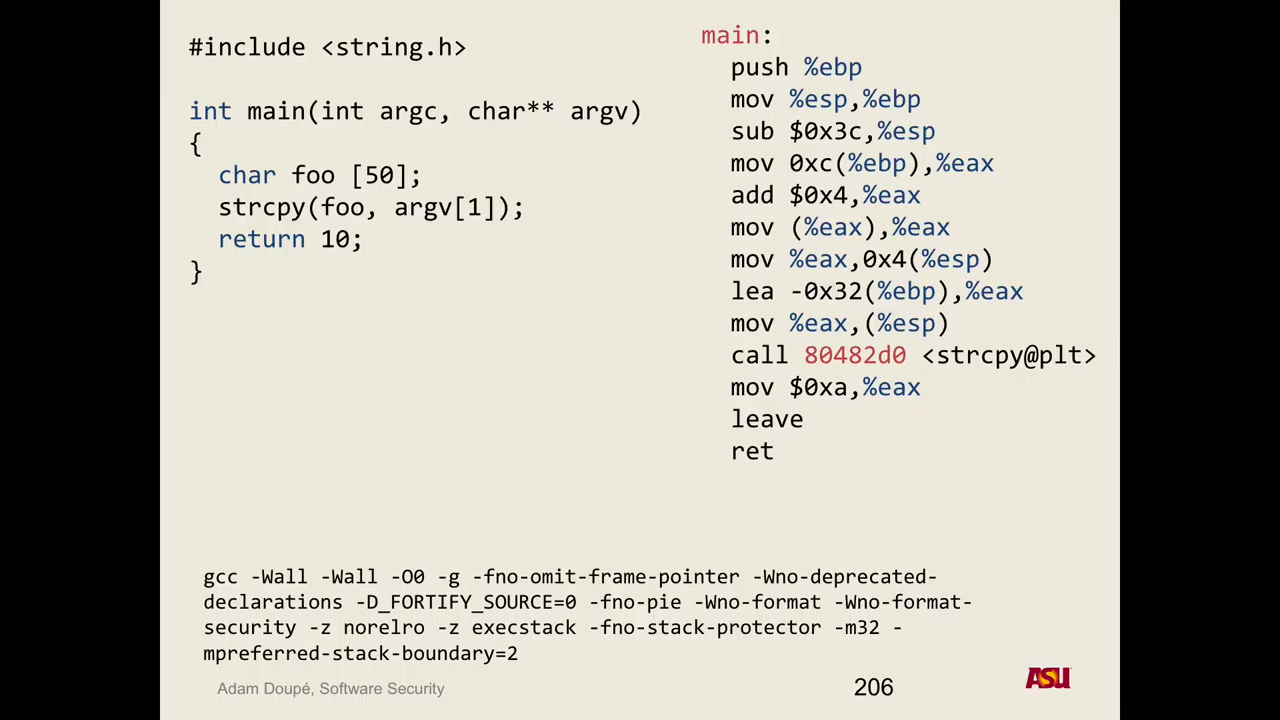 #include <string.h>
int main(int argc, char** argv)
{
  char foo [50];
  strcpy(foo, argv[1]);
  return 10;
}
main:
  push %ebp
  mov %esp,%ebp
  sub $0x3c,%esp
  mov 0xc(%ebp),%eax
  add $0x4,%eax
  mov (%eax),%eax
  mov %eax,0x4(%esp)
  lea -0x32(%ebp),%eax
  mov %eax,(%esp)
  call 80482d0 <strcpy@plt>
  mov $0xa,%eax
  leave
  ret
gcc -Wall -Wall -O0 -g -fno-omit-frame-pointer -Wno-deprecated-
declarations -D_FORTIFY_SOURCE=0 -fno-pie -Wno-format -Wno-format-
security -z norelro -z execstack -fno-stack-protector -m32 -
mpreferred-stack-boundary=2
Adam Doupé, Software Security
206
ASU